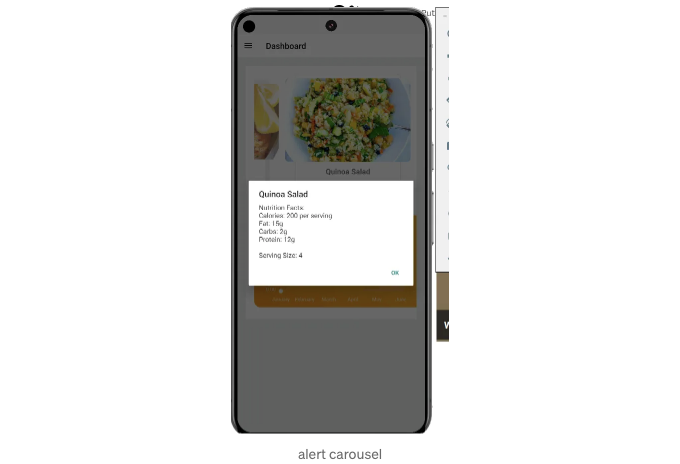 Put
Dashboard
Quinoa Salad
Quinoa Salad
Nutrition Facts:
Calories: 200 per serving
Fat: 15g
Carbs: 2g
Protein: 12g
Serving Size: 4
OK
W
alert carousel